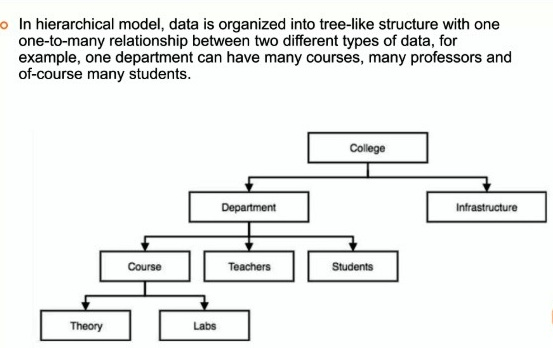 In hierarchical model, data is organized into tree-like structure with one
one-to-many relationship between two different types of data, for
example, one department can have many courses, many professors and
of-course many students.
College
Department
Infrastructure
Course
Teachers
Students
Theory
Labs